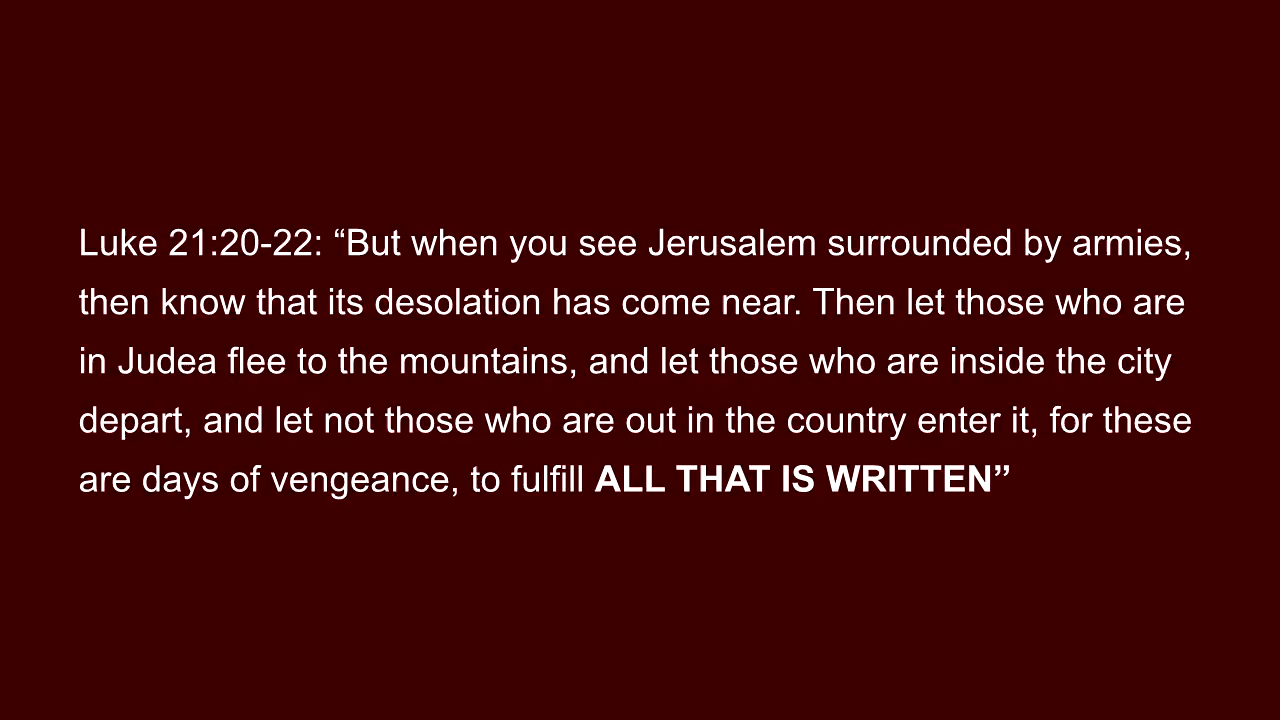 Luke 21:20-22: “But when you see Jerusalem surrounded by armies,
then know that its desolation has come near. Then let those who are
in Judea flee to the mountains, and let those who are inside the city
depart, and let not those who are out in the country enter it, for these
are days of vengeance, to fulfill ALL THAT IS WRITTEN”